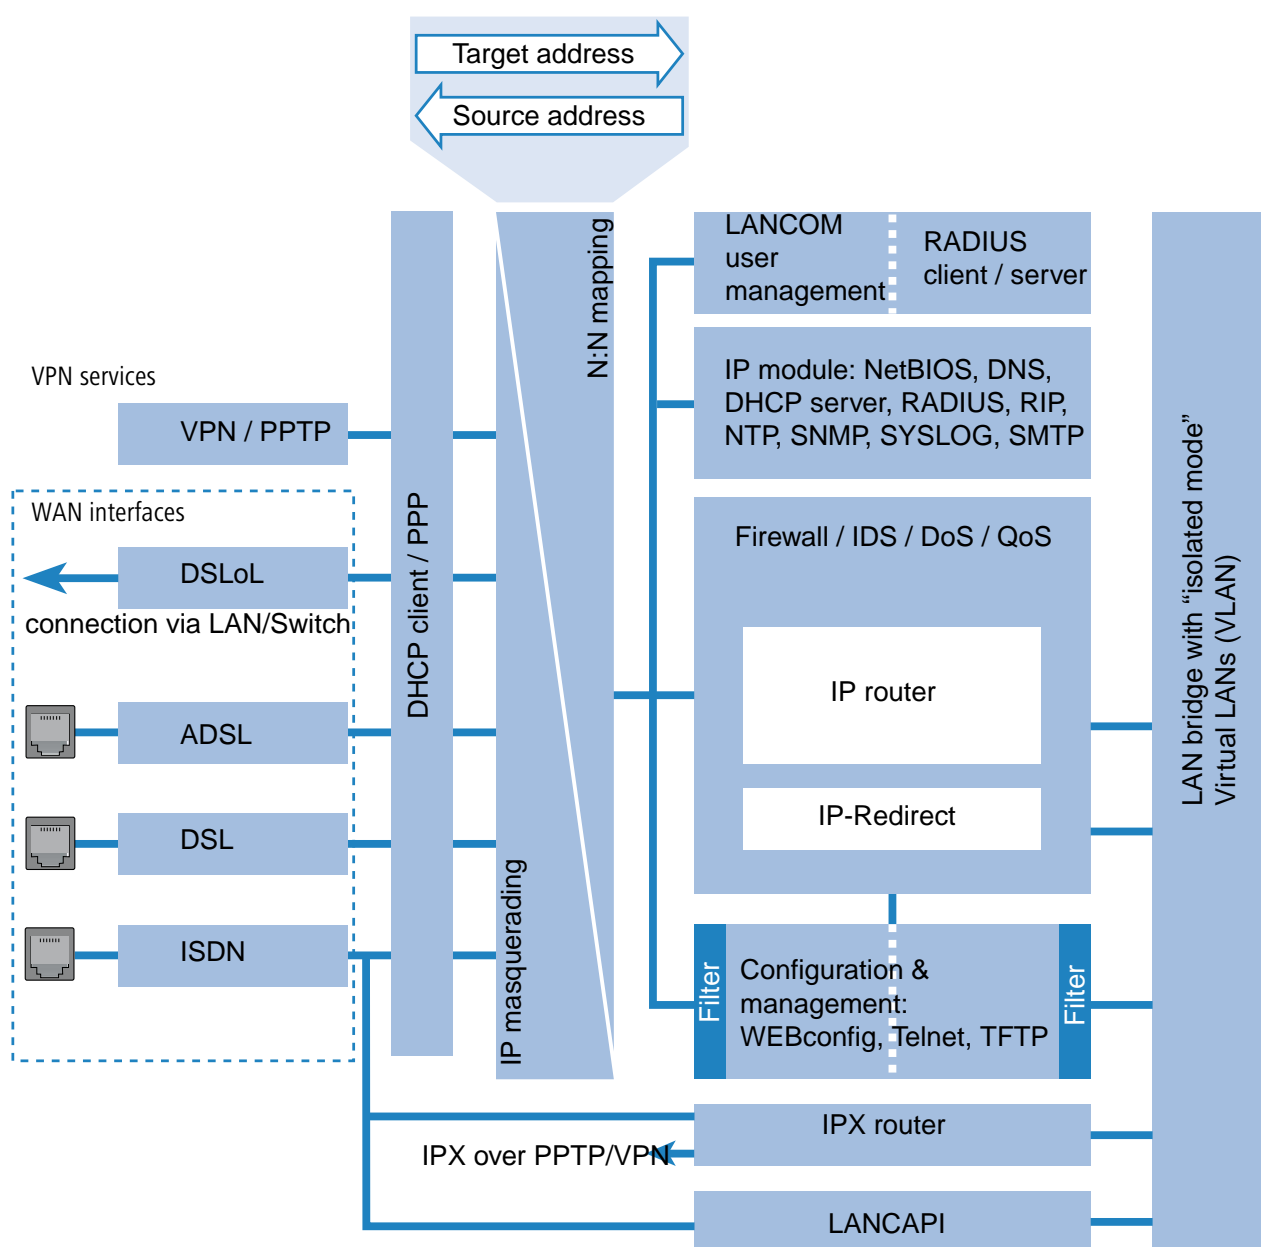 Target address
Source address
LANCOM
user
management
RADIUS
client / server
N:N mapping
IP masquerading
DHCP client / PPP
VPN services
VPN / PPTP
WAN interfaces
DSLoL
connection via LAN/Switch
ADSL
DSL
ISDN
IP module: NetBIOS, DNS,
DHCP server, RADIUS, RIP,
NTP, SNMP, SYSLOG, SMTP
Firewall / IDS / DoS / QoS
IP router
IP-Redirect
Filter
Configuration &
management:
WEBconfig, Telnet, TFTP
Filter
IPX router
IPX over PPTP/VPN
LANCAPI
LAN bridge with “isolated mode”
Virtual LANs (VLAN)